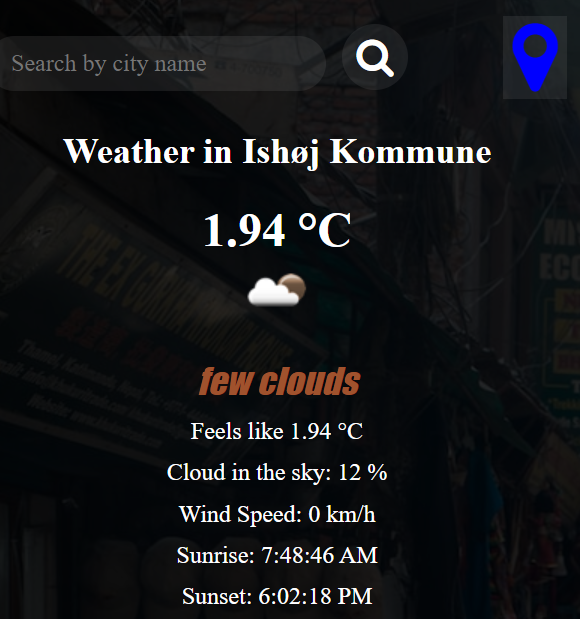 Search by city name
Weather in Ishøj Kommune
1.94 °C
few clouds
Feels like 1.94 °C
Cloud in the sky: 12 %
Wind Speed: 0 km/h
Sunrise: 7:48:46 AM
Sunset: 6:02:18 PM